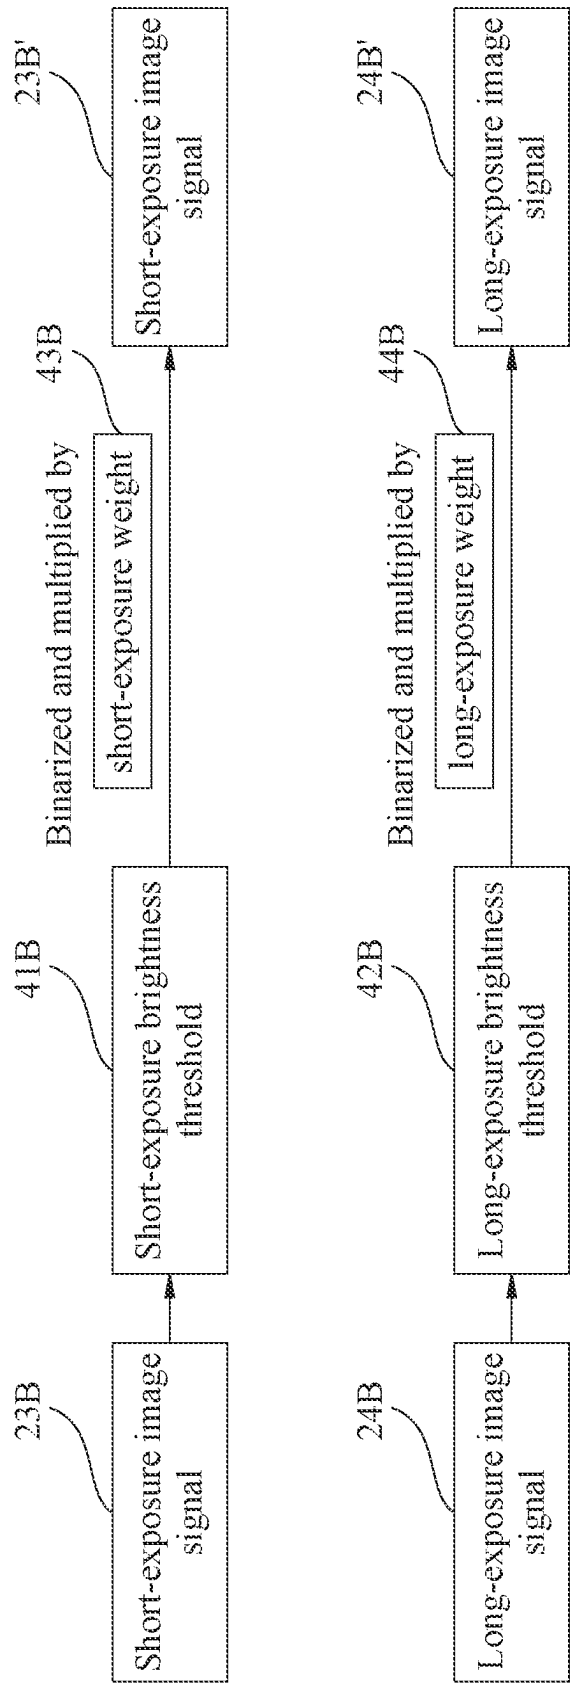 23B
Short-exposure image
signal
41B
Short-exposure brightness
threshold
Binarized and multiplied by
43B
short-exposure weight
23B'
Short-exposure image
signal
24B
Long-exposure image
signal
42B
Long-exposure brightness
threshold
Binarized and multiplied by
44B
long-exposure weight
24B'
Long-exposure image
signal